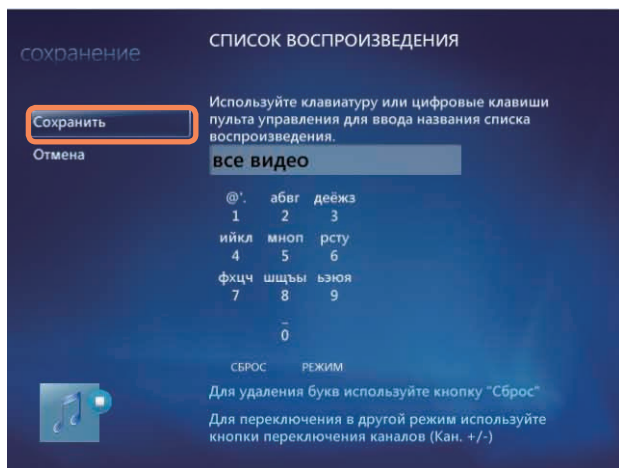 сохранение
СПИСОК ВОСПРОИЗВЕДЕНИЯ
Сохранить
Отмена
Используйте клавиатуру или цифровые клавиши
пульта управления для ввода названия списка
воспроизведения.
все видео
@'. абвг деёжз
1 2 3
ийкл мноп рсту
4 5 6
фхцч шщъы ьэюя
7 8 9
_
0
СБРОС РЕЖИМ
Для удаления букв используйте кнопку "Сброс"
Для переключения в другой режим используйте
кнопки переключения каналов (Кан. +/-)